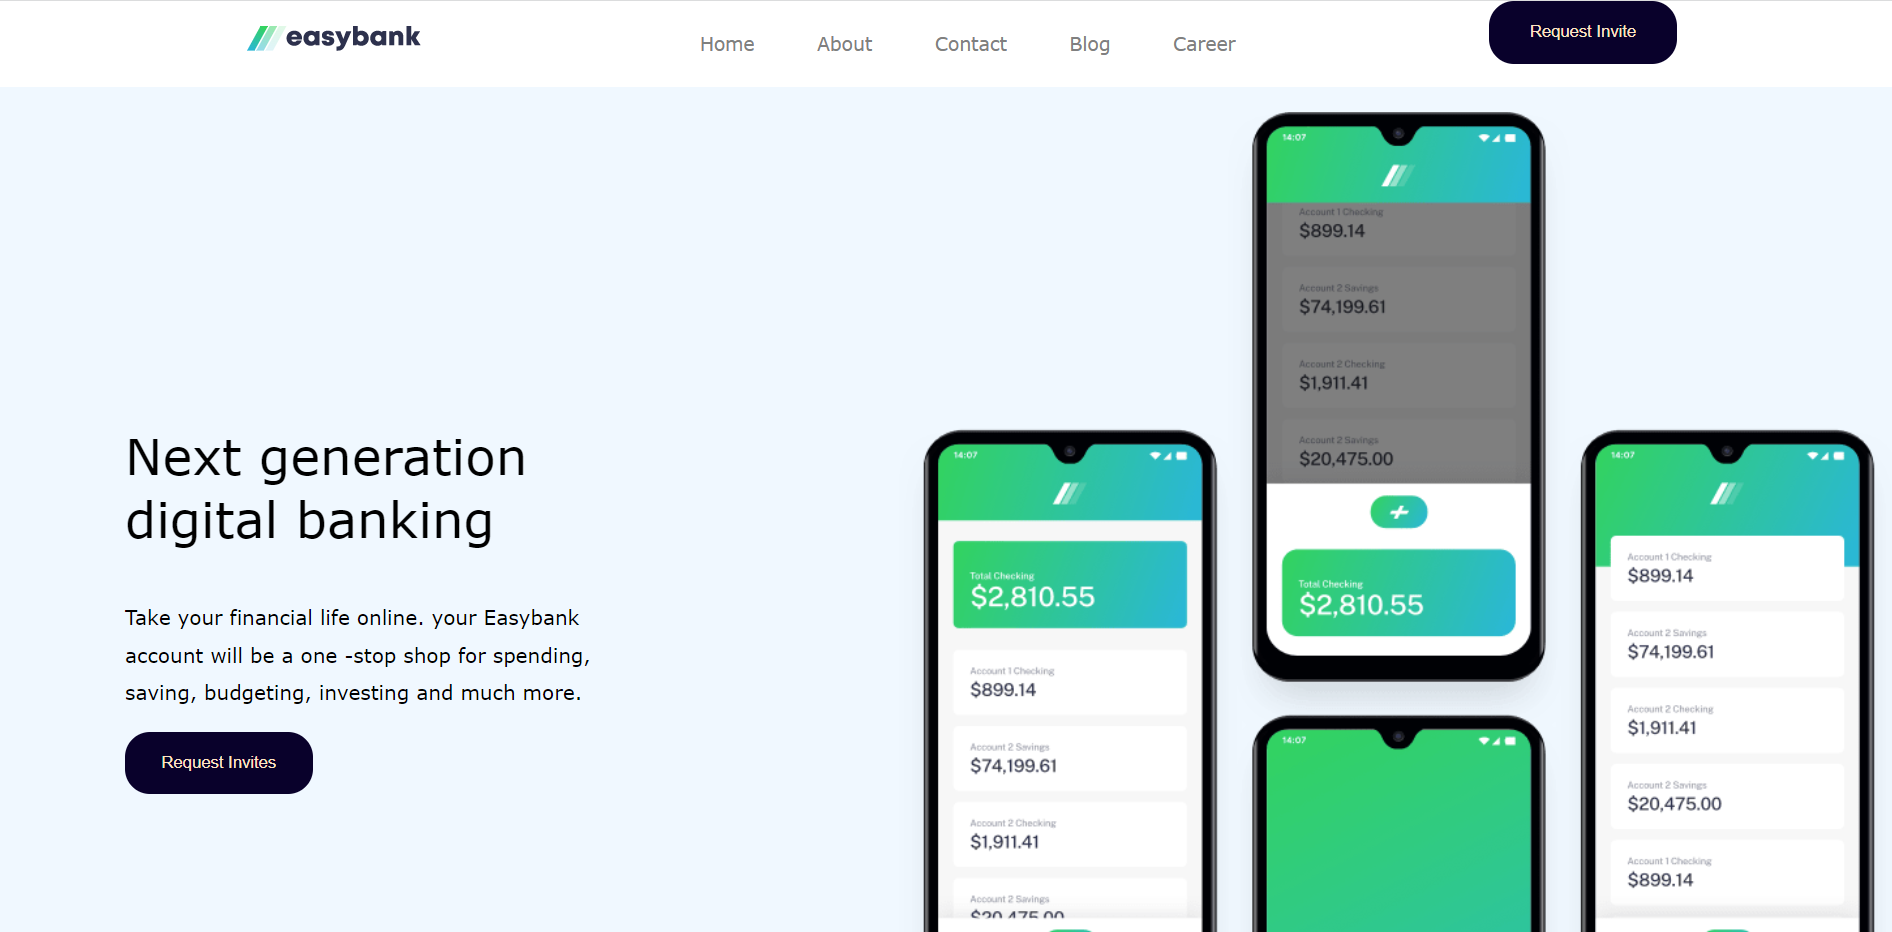 easybank
Home About Contact Blog Career
Request Invite
Next generation
digital banking
Take your financial life online. your Easybank
account will be a one -stop shop for spending,
saving, budgeting, investing and much more.
Request Invites
14:07
Total Checking
$2,810.55
Account 1 Checking
$899.14
Account 2 Savings
$74,199.61
Account 2 Checking
$1,911.41
Account 2 Savings
$20,475.00
14:07
Account 1 Checking
$899.14
Account 2 Savings
$74,199.61
Account 2 Checking
$1,911.41
Account 2 Savings
$20,475.00
Total Checking
$2,810.55
14:07
14:07
Account 1 Checking
$899.14
Account 2 Savings
$74,199.61
Account 2 Checking
$1,911.41
Account 2 Savings
$20,475.00
Account 1 Checking
$899.14